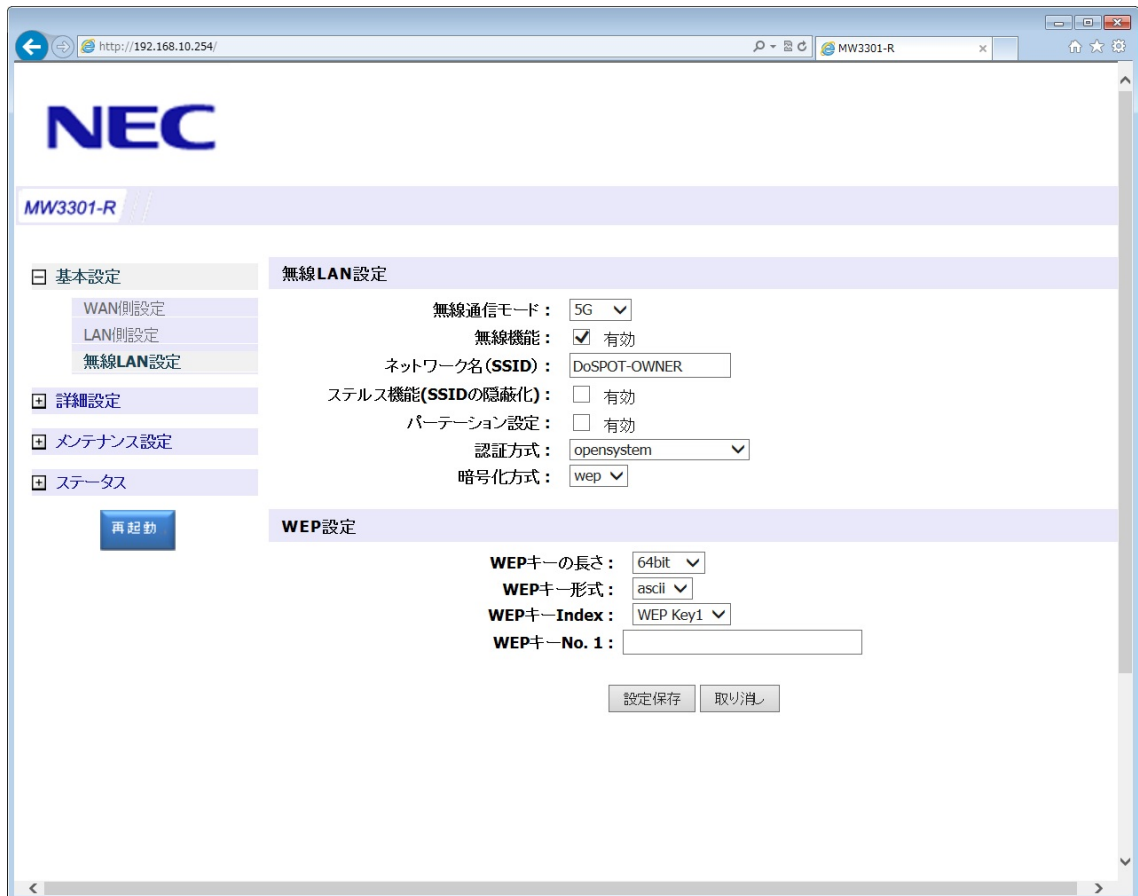 http://192.168.10.254/
MW3301-R
NEC
MW3301-R
基本設定
WAN側設定
LAN側設定
無線LAN設定
詳細設定
メンテナンス設定
ステータス
再起動
無線LAN設定
無線通信モード： 5G
無線機能： 有効
ネットワーク名(SSID)： DoSPOT-OWNER
ステルス機能(SSIDの隠蔽化)： 有効
パーテーション設定： 有効
認証方式： opensystem
暗号化方式： wep
WEP設定
WEPキーの長さ： 64bit
WEPキー形式： ascii
WEPキーIndex： WEP Key1
WEPキーNo. 1：
設定保存 取り消し